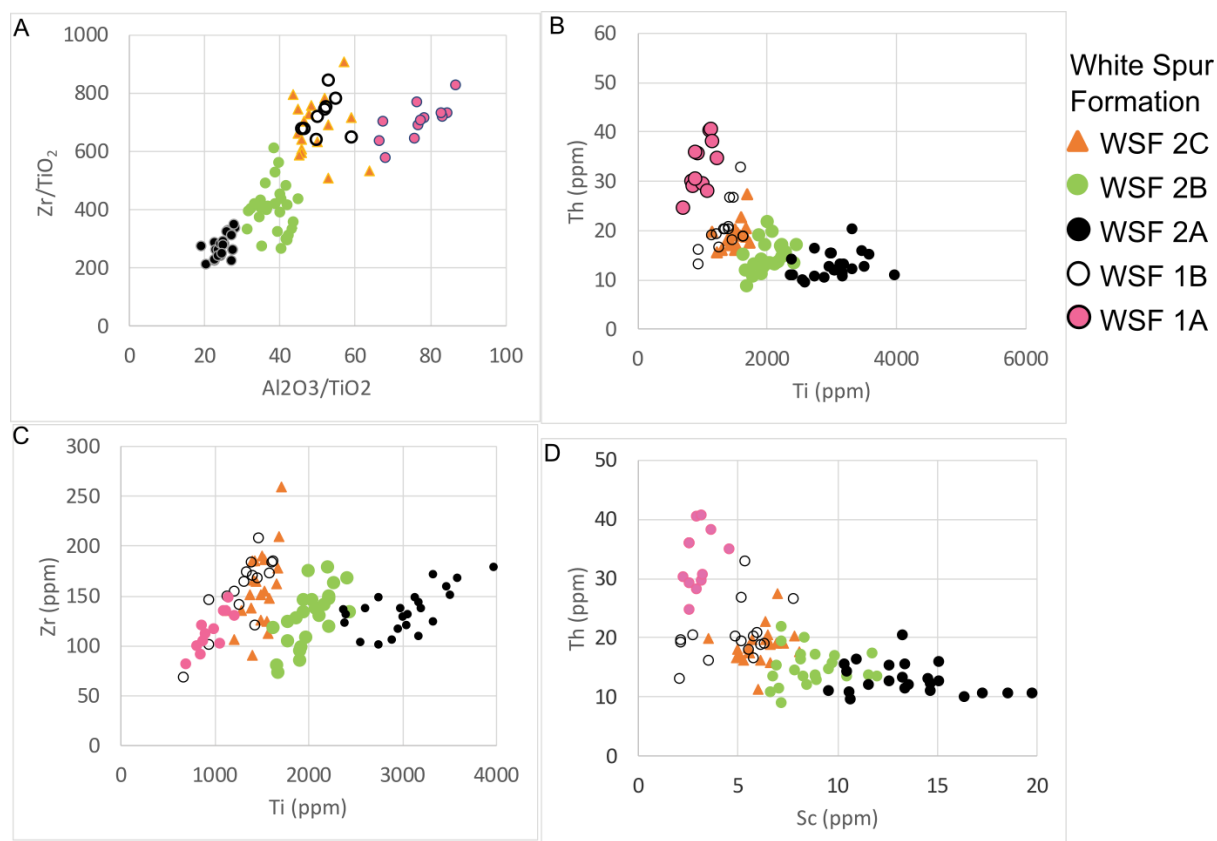 A
1000
800
600
400
200
0
Zr/TiO₂
0 20 40 60 80 100
Al2O3/TiO2
B
60
50
40
30
20
10
0
Th (ppm)
0 2000 4000 6000
Ti (ppm)
White Spur
Formation
WSF 2C
WSF 2B
WSF 2A
WSF 1B
WSF 1A
C
300
250
200
150
100
50
0
Zr (ppm)
0 1000 2000 3000 4000
Ti (ppm)
D
50
40
30
20
10
0
Th (ppm)
0 5 10 15 20
Sc (ppm)